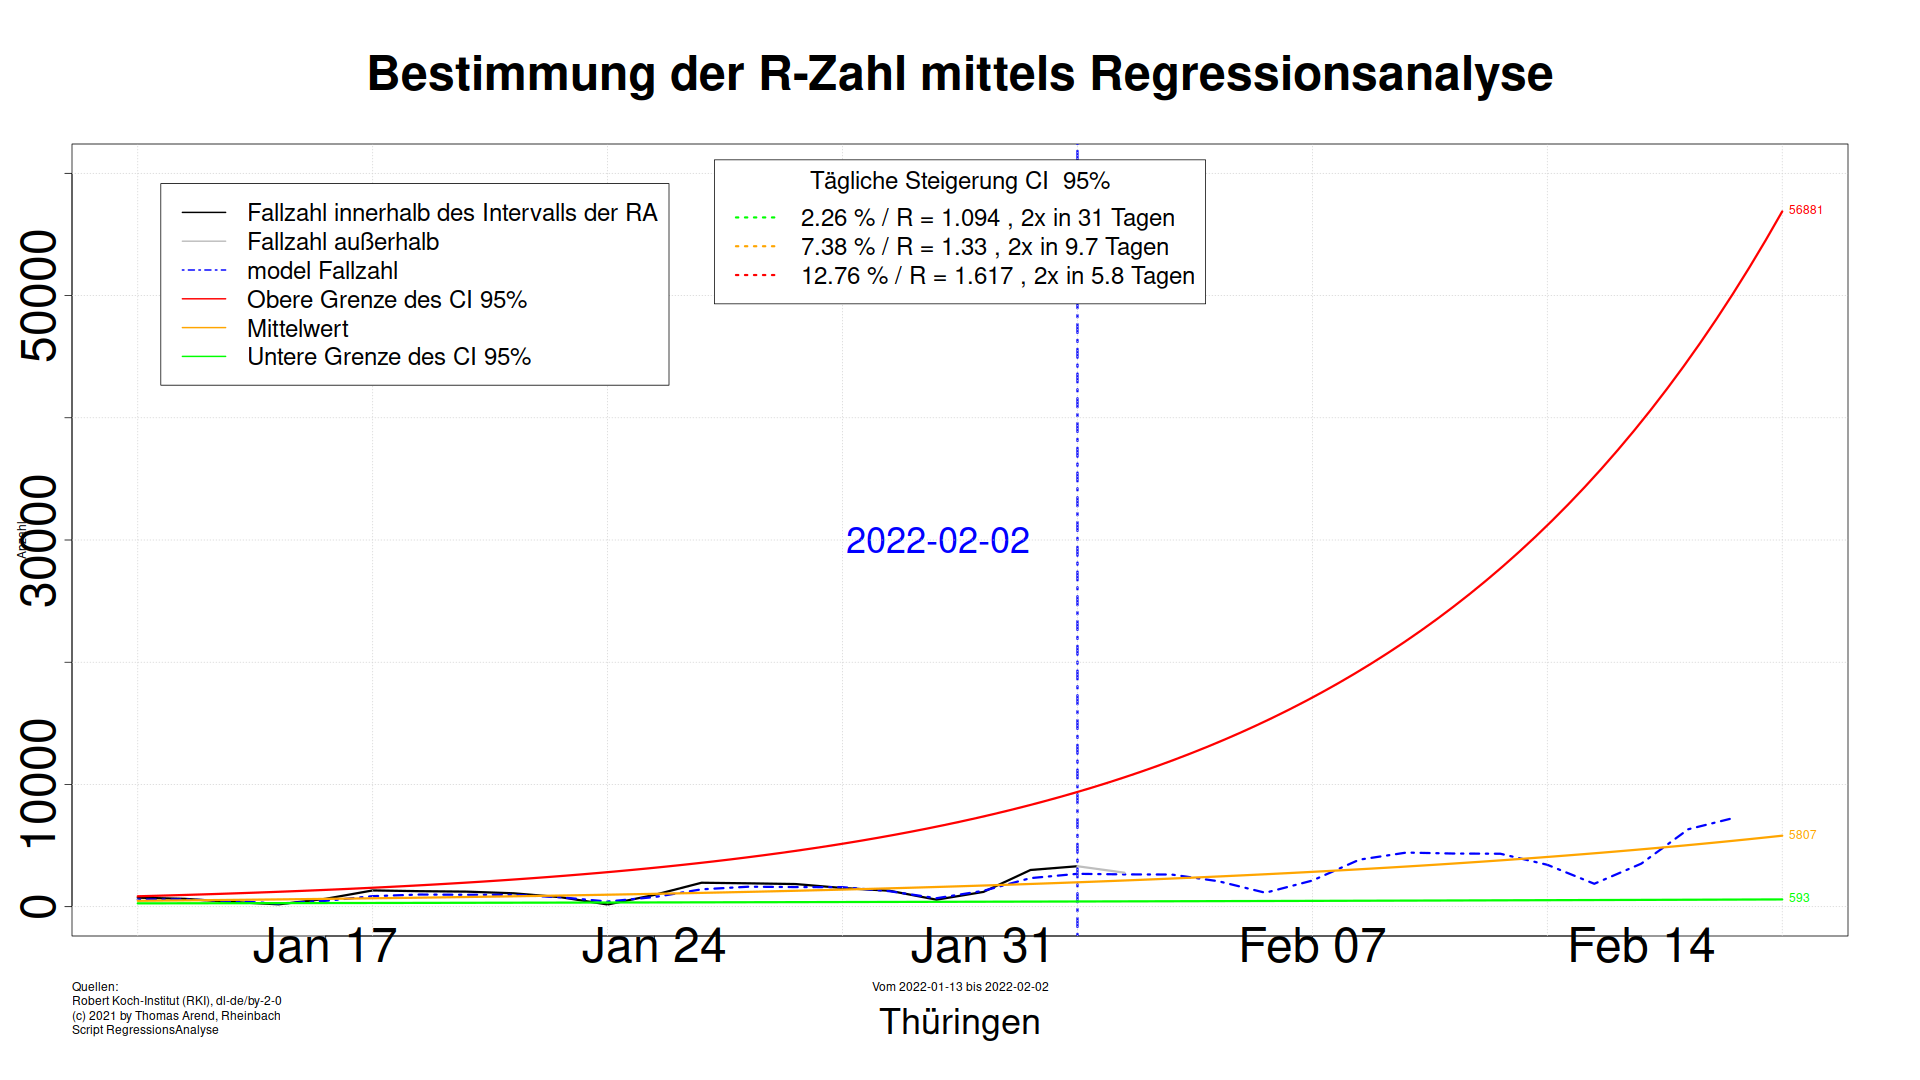 Bestimmung der R-Zahl mittels Regressionsanalyse
Fallzahl innerhalb des Intervalls der RA
Fallzahl außerhalb
model Fallzahl
Obere Grenze des CI 95%
Mittelwert
Untere Grenze des CI 95%
Tägliche Steigerung CI  95%
2.26 % / R = 1.094 , 2x in 31 Tagen
7.38 % / R = 1.33 , 2x in 9.7 Tagen
12.76 % / R = 1.617 , 2x in 5.8 Tagen
56881
5807
593
2022-02-02
Anzahl
50000
30000
10000
0
Jan 17
Jan 24
Jan 31
Feb 07
Feb 14
Quellen:
Robert Koch-Institut (RKI), dl-de/by-2-0
(c) 2021 by Thomas Arend, Rheinbach
Script RegressionsAnalyse
Vom 2022-01-13 bis 2022-02-02
Thüringen